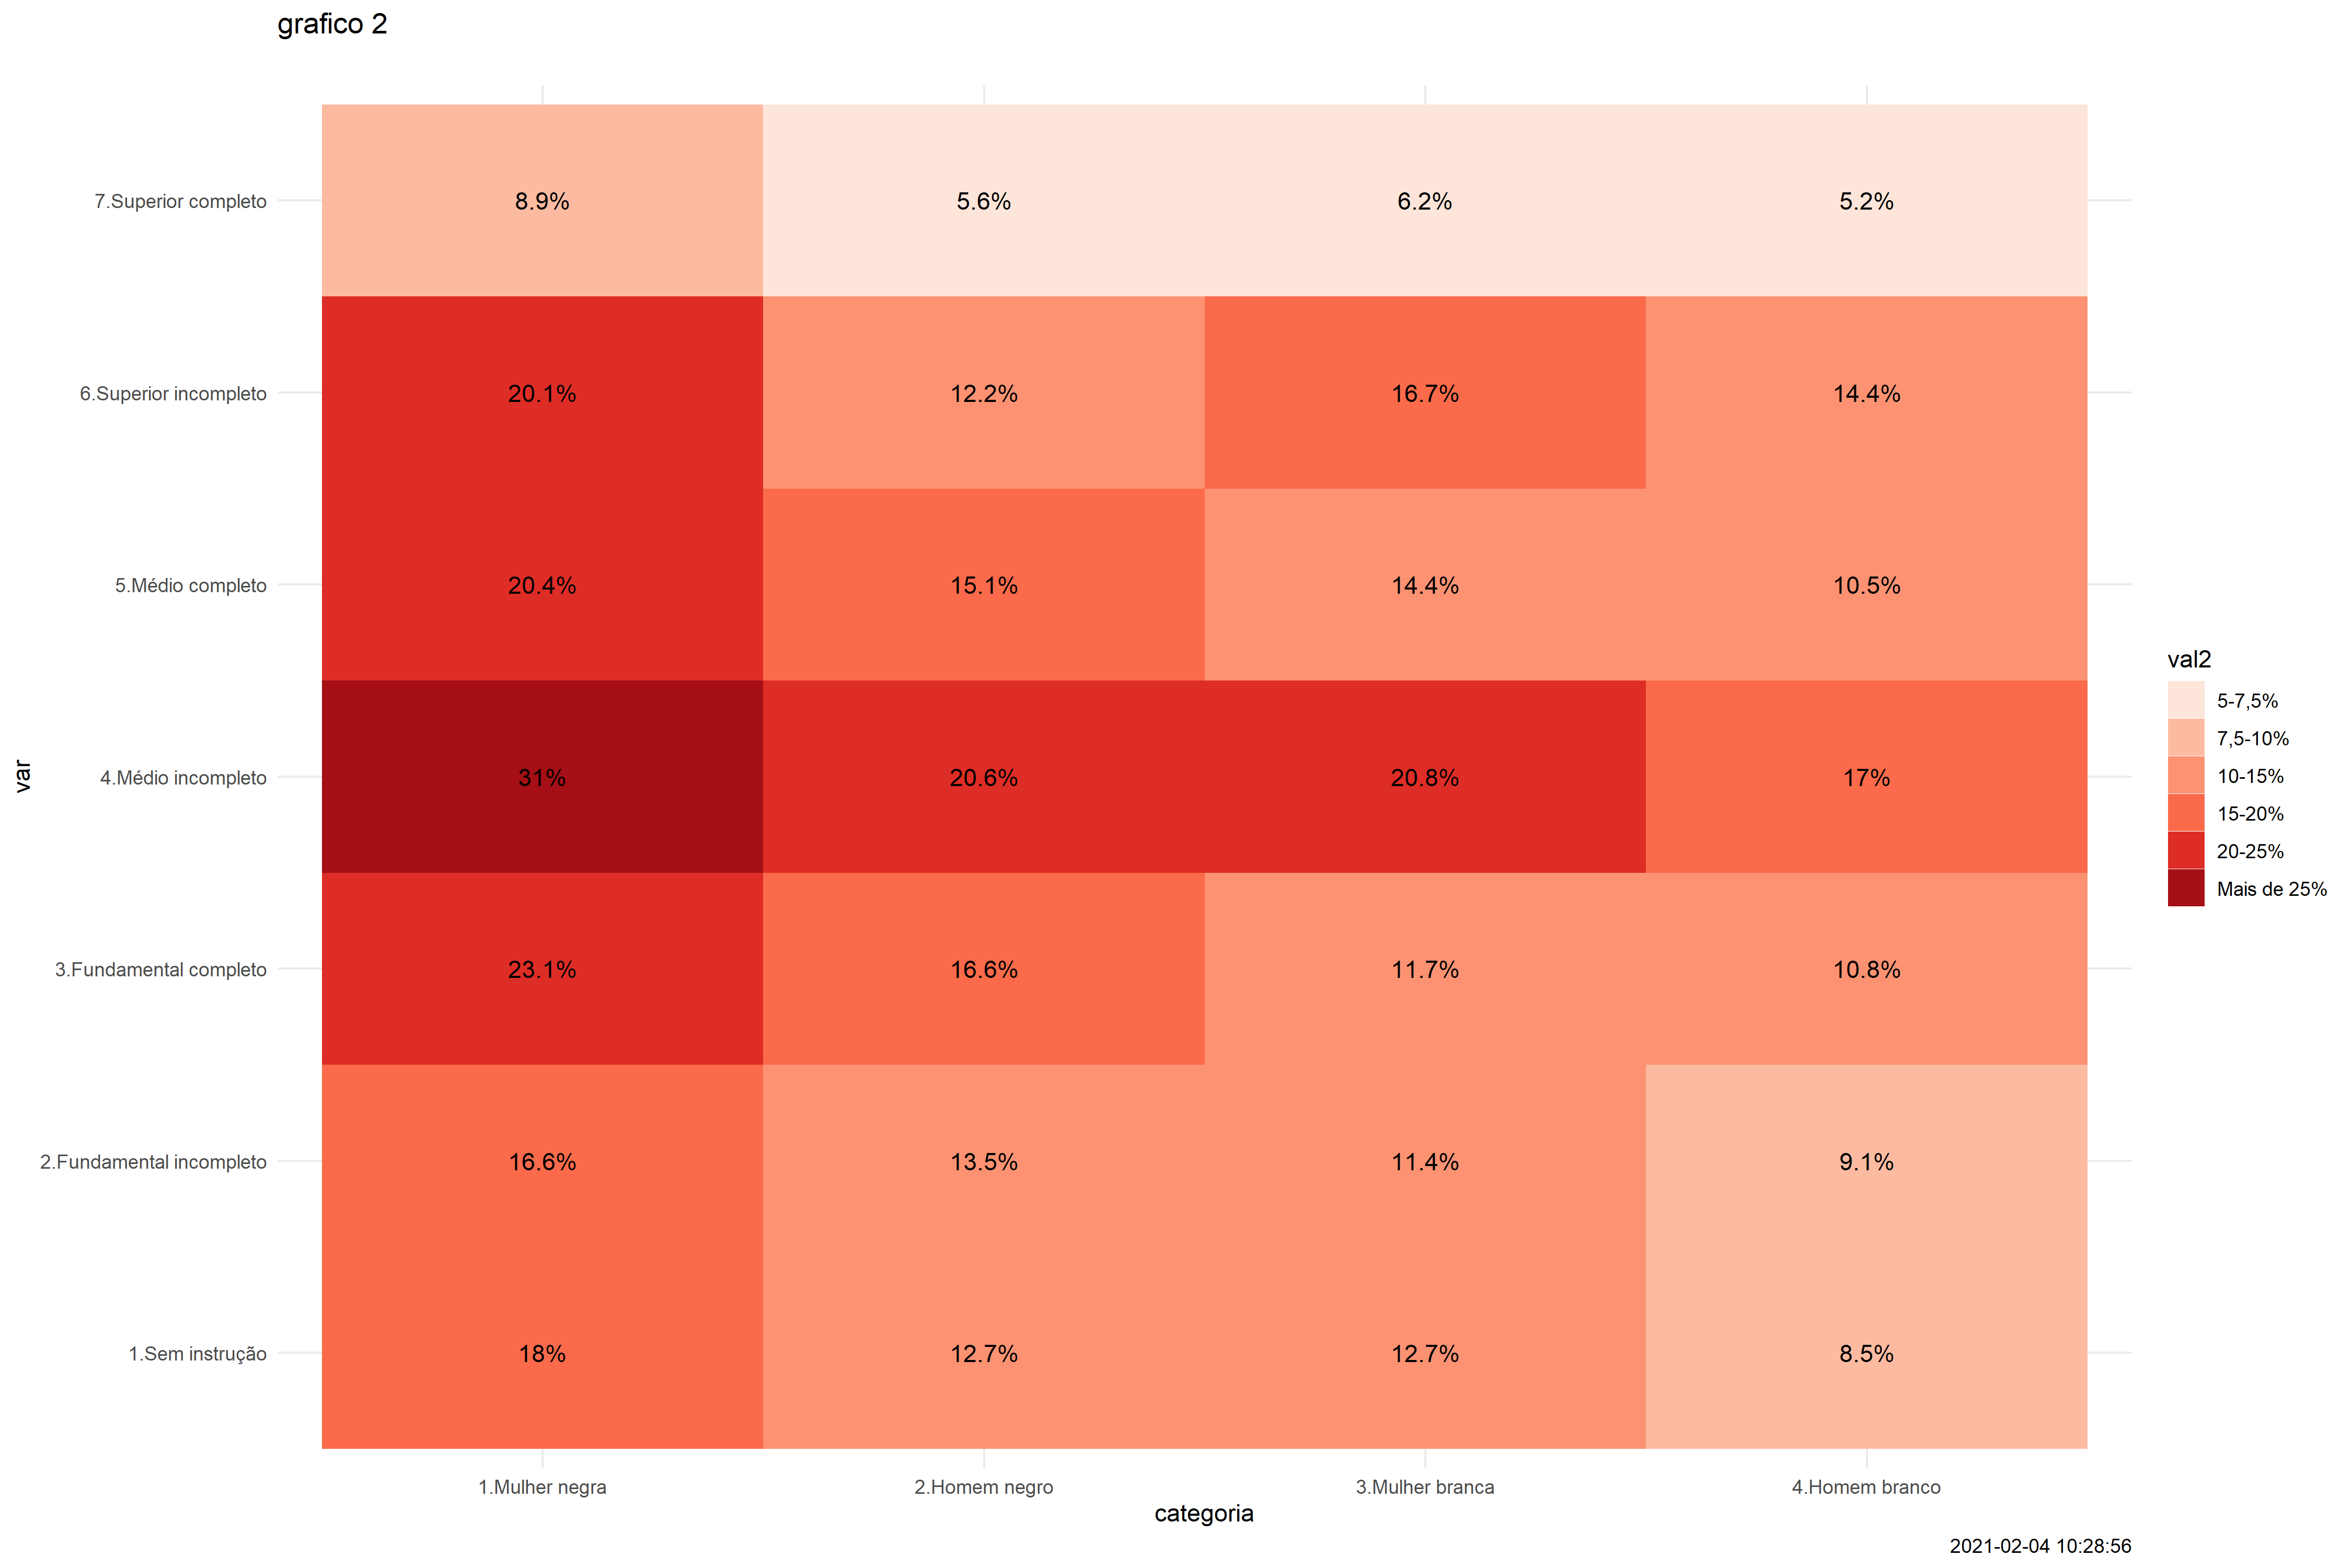 grafico 2
7.Superior completo 8.9% 5.6% 6.2% 5.2%
6.Superior incompleto 20.1% 12.2% 16.7% 14.4%
5.Médio completo 20.4% 15.1% 14.4% 10.5%
4.Médio incompleto 31% 20.6% 20.8% 17%
3.Fundamental completo 23.1% 16.6% 11.7% 10.8%
2.Fundamental incompleto 16.6% 13.5% 11.4% 9.1%
1.Sem instrução 18% 12.7% 12.7% 8.5%
var
1.Mulher negra 2.Homem negro 3.Mulher branca 4.Homem branco
categoria
val2
5-7,5%
7,5-10%
10-15%
15-20%
20-25%
Mais de 25%
2021-02-04 10:28:56